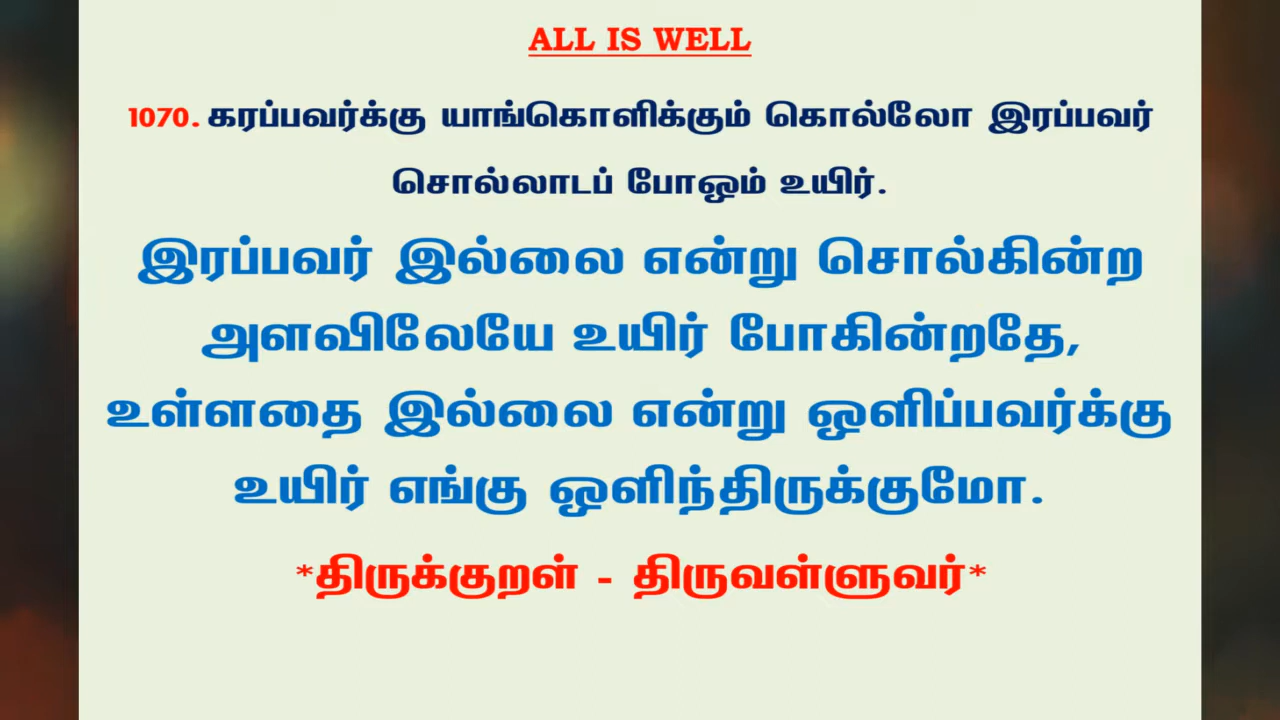 ALL IS WELL
1070. கரப்பவர்க்கு யாங்கொளிக்கும் கொல்லோ இரப்பவர்
சொல்லாடப் போஒம் உயிர்.
இரப்பவர் இல்லை என்று சொல்கின்ற
அளவிலேயே உயிர் போகின்றதே,
உள்ளதை இல்லை என்று ஒளிப்பவர்க்கு
உயிர் எங்கு ஒளிந்திருக்குமோ.
*திருக்குறள் - திருவள்ளுவர்*